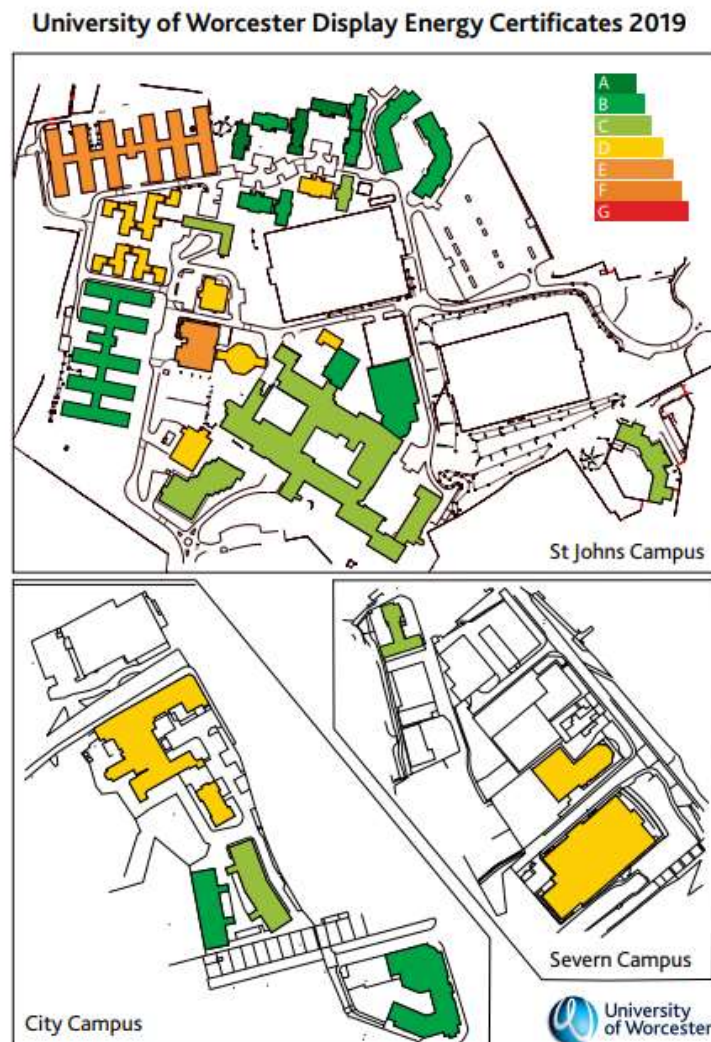 University of Worcester Display Energy Certificates 2019
A
B
C
D
E
F
G
St Johns Campus
City Campus
Severn Campus
University
of Worcester